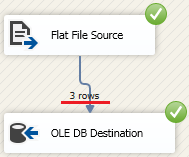 Flat File Source
3 rows
OLE DB Destination